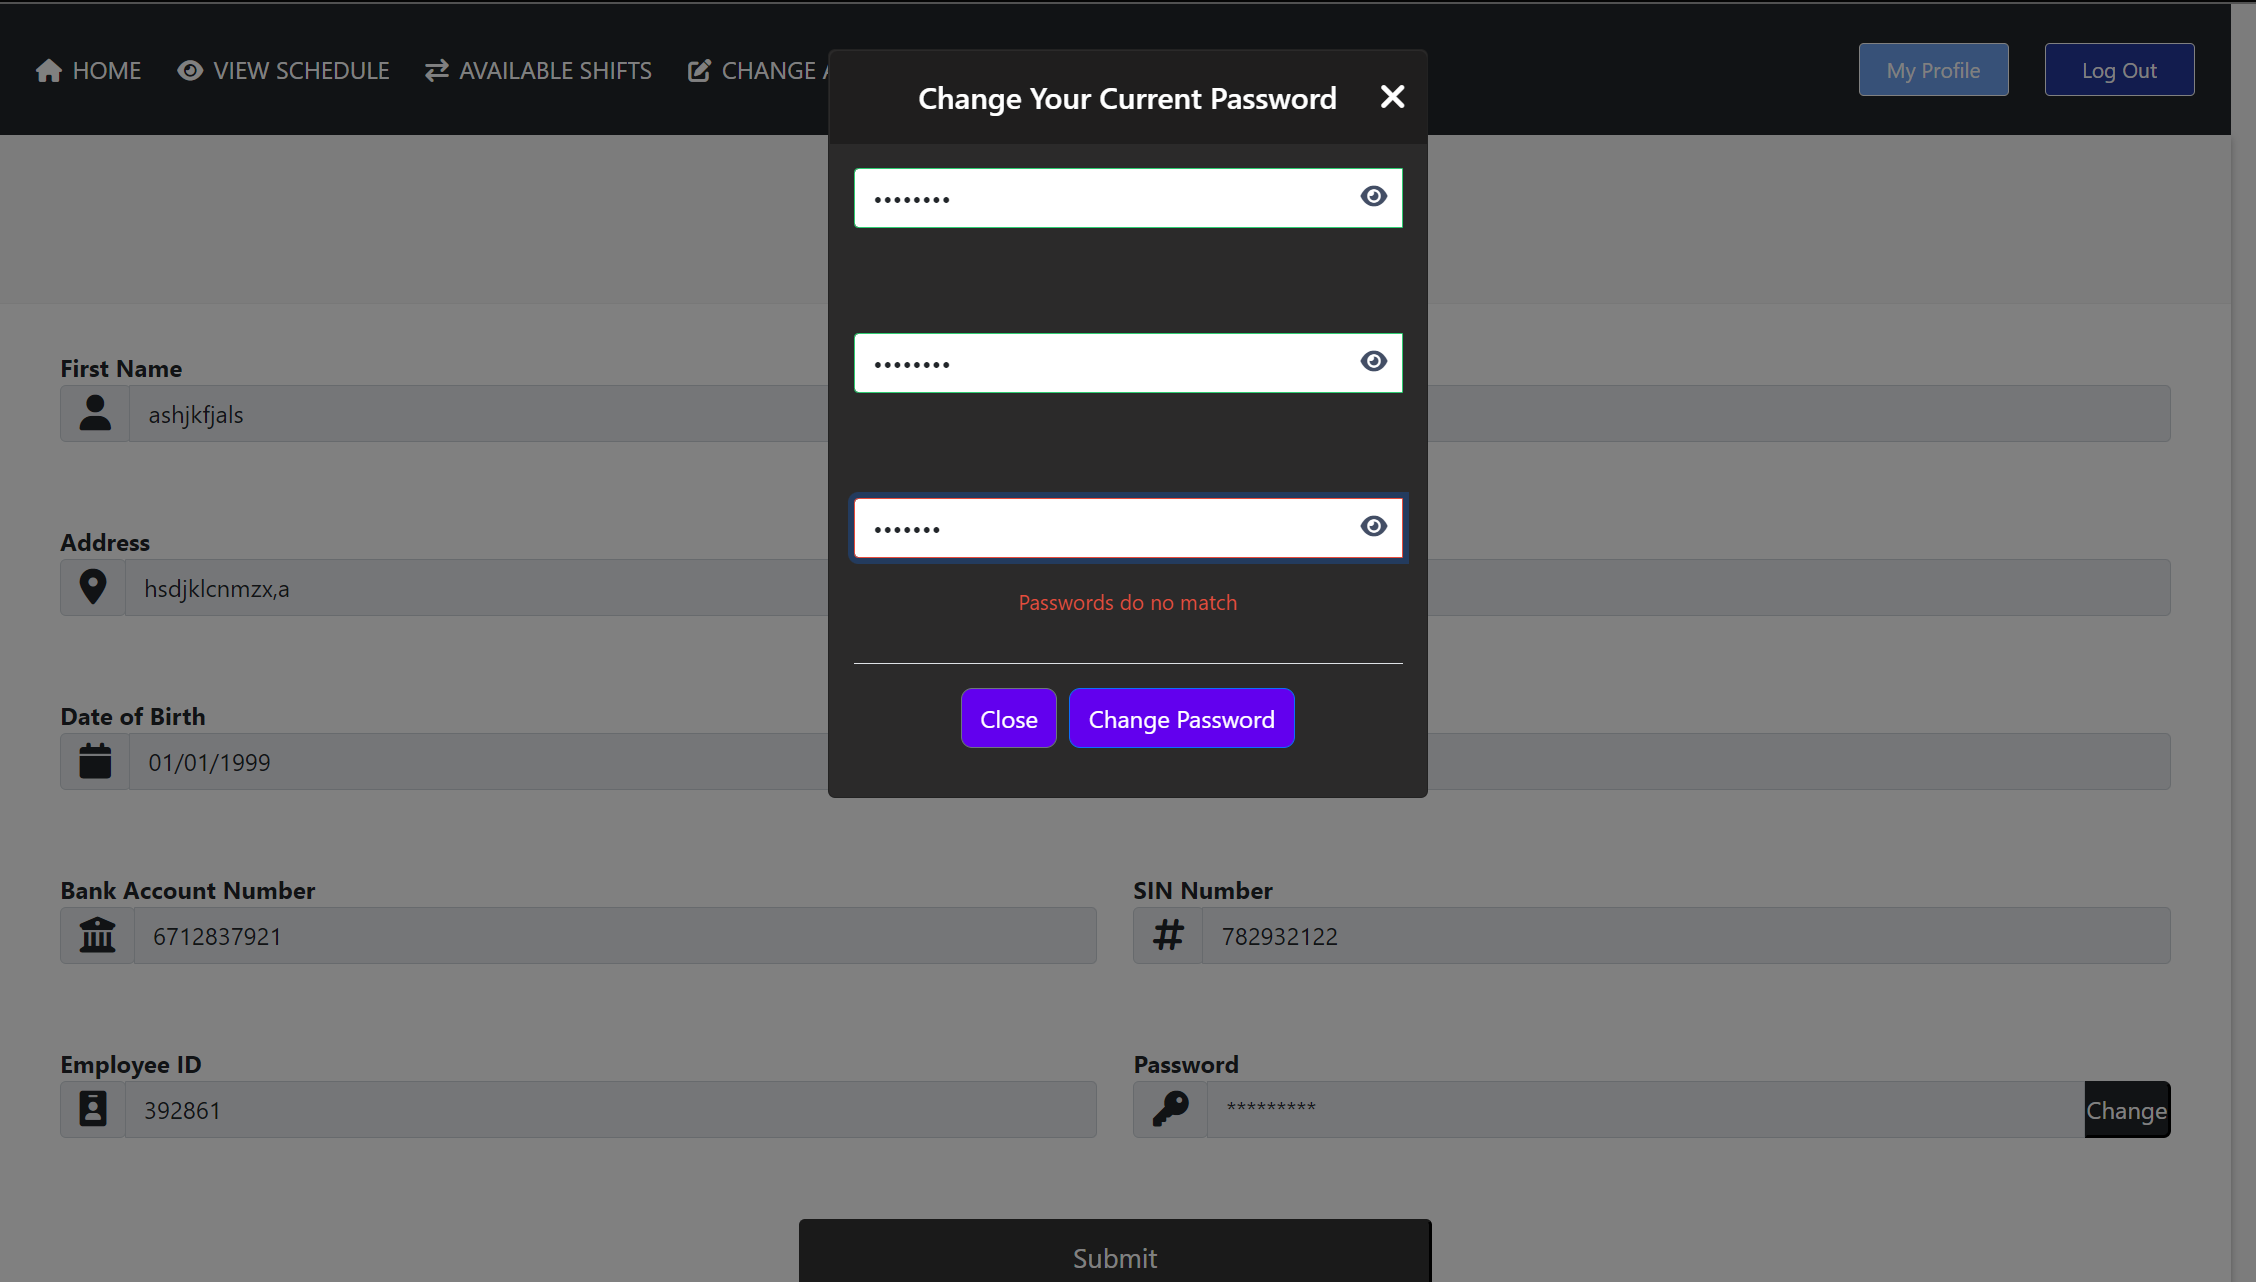 HOME VIEW SCHEDULE AVAILABLE SHIFTS CHANGE
My Profile Log Out
Change Your Current Password
••••••••
••••••••
•••••••
Passwords do no match
Close Change Password
First Name
ashjkfjals
Address
hsdjklcnmzx,a
Date of Birth
01/01/1999
Bank Account Number SIN Number
6712837921 782932122
Employee ID Password
392861 ********* Change
Submit